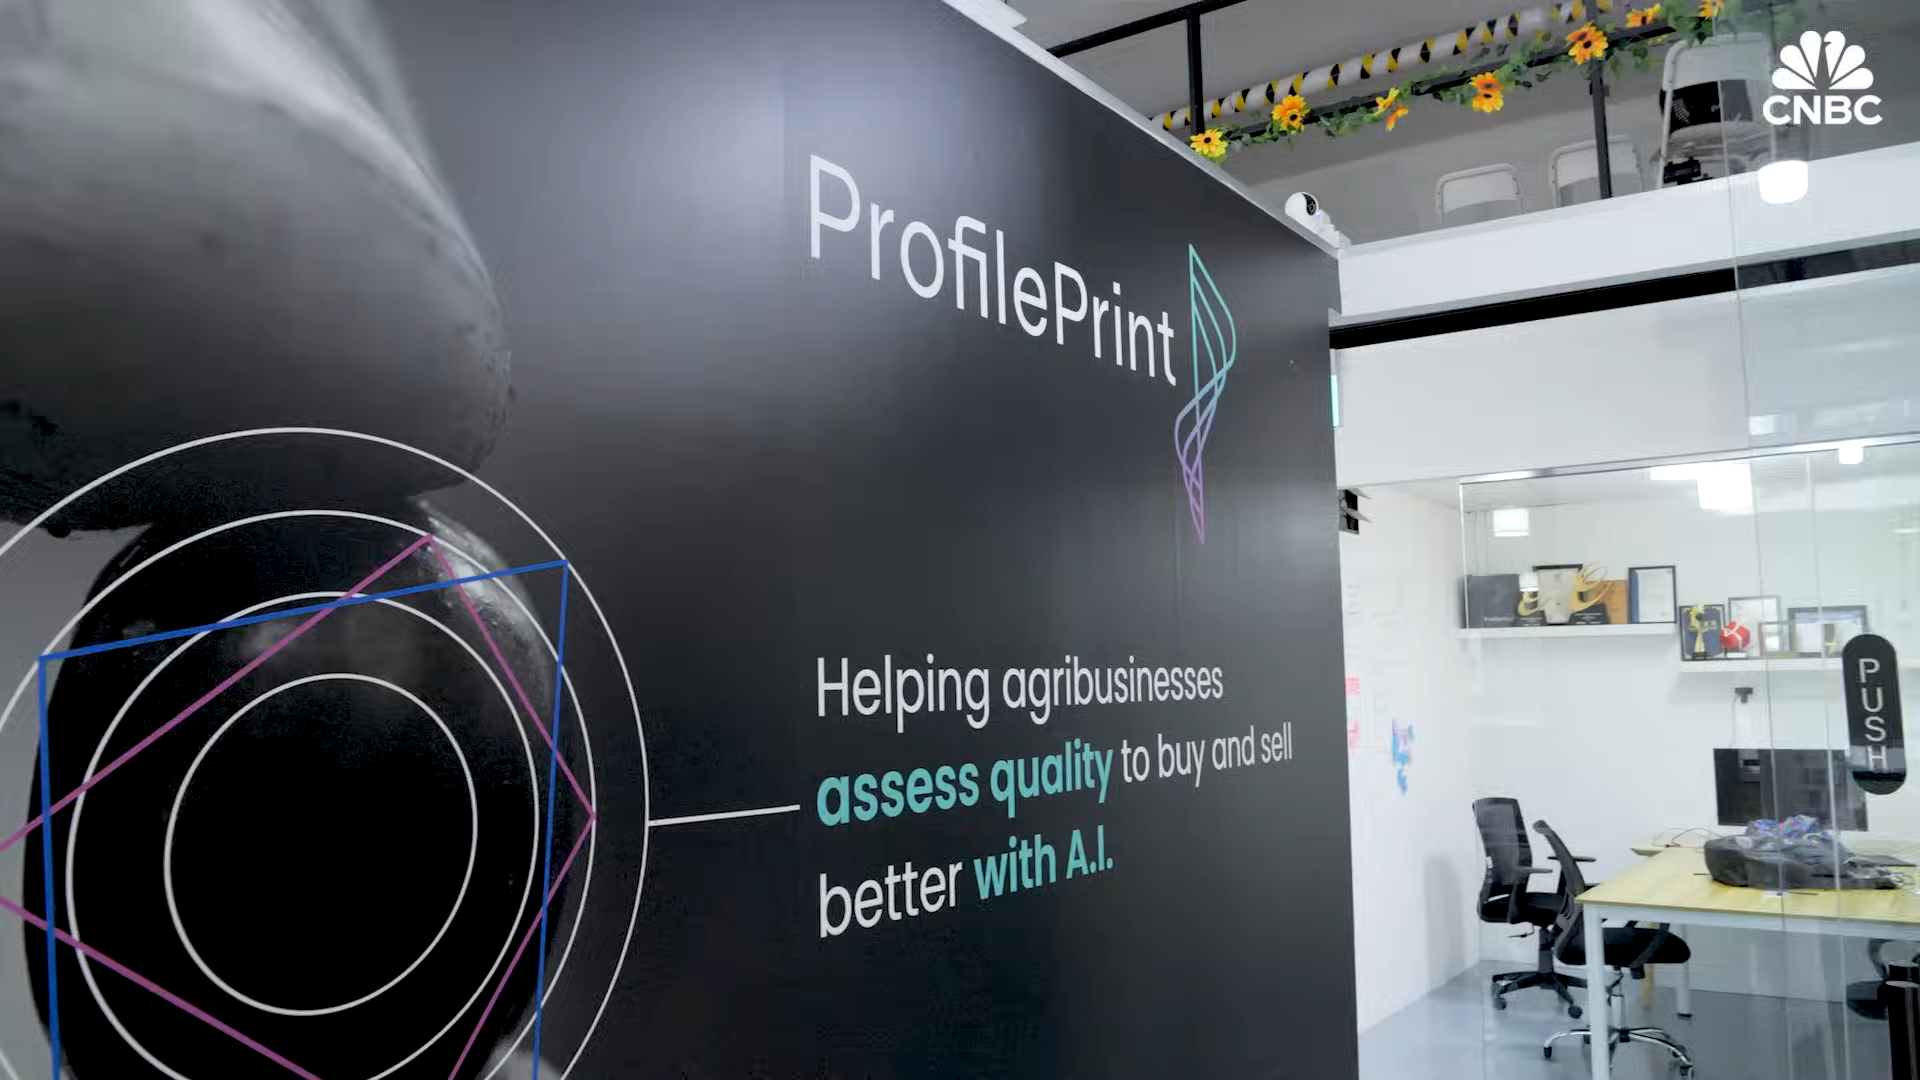 CNBC
ProfilePrint
Helping agribusinesses
assess quality to buy and sell
better with A.I.
PUSH